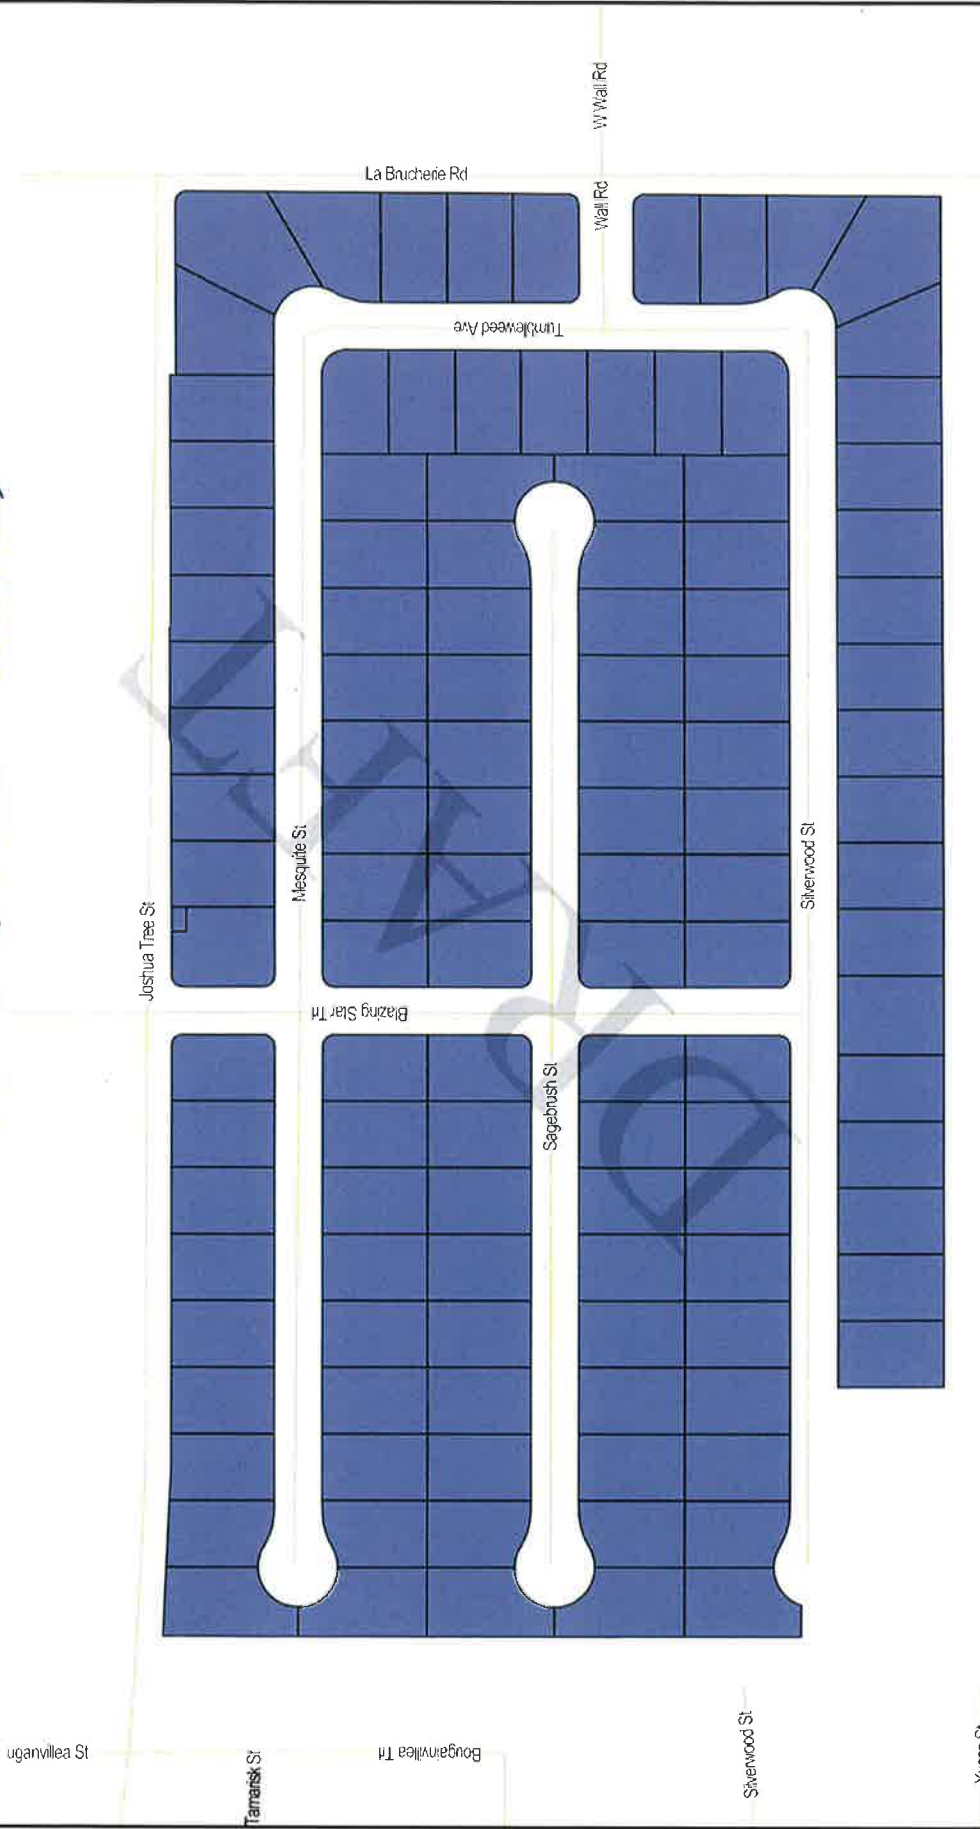 W Wall Rd
La Brucherie Rd
Wall Rd
Tumbleweed Ave
Mesquite St
Silverwood St
Joshua Tree St
Blazing Star Trl
Sagebrush St
DRAFT
Silverwood St
uganvillea St
Bougainvillea Trl
Tamarisk St